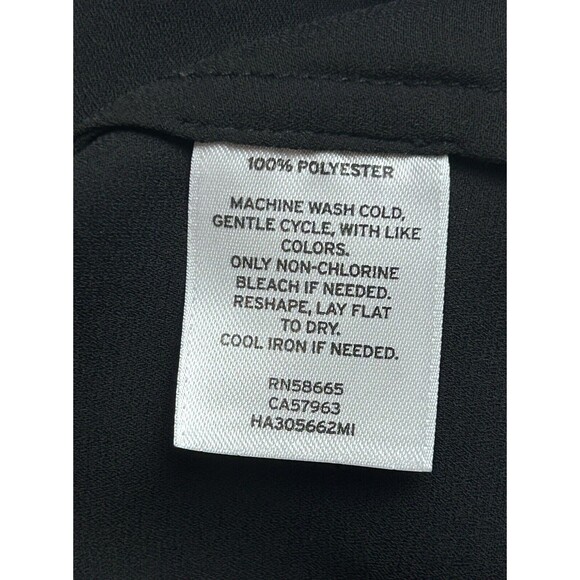 100% POLYESTER
MACHINE WASH COLD,
GENTLE CYCLE, WITH LIKE
COLORS.
ONLY NON-CHLORINE
BLEACH IF NEEDED.
RESHAPE, LAY FLAT
TO DRY.
COOL IRON IF NEEDED.
RN58665
CA57963
HA305662MI